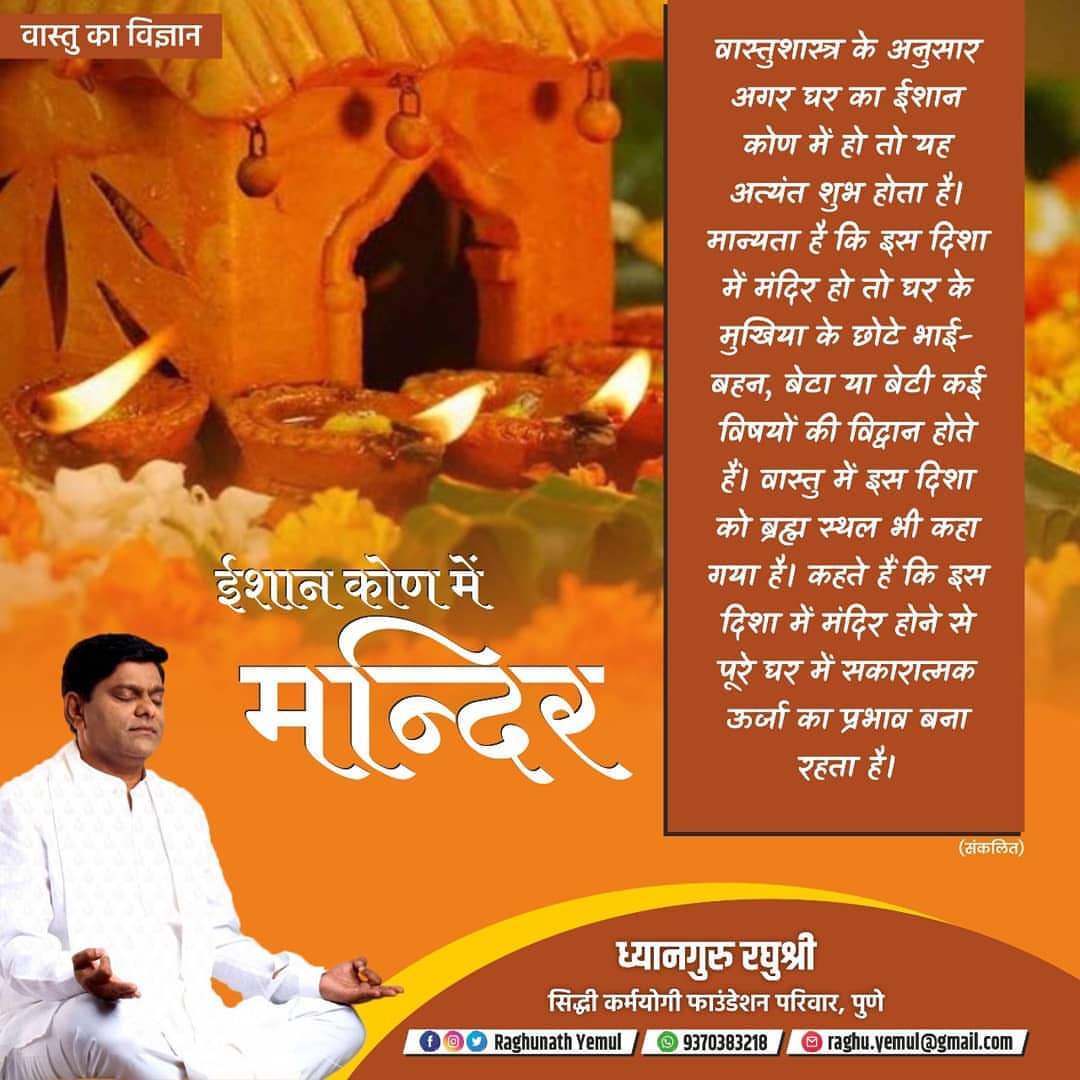 वास्तु का विज्ञान
वास्तुशास्त्र के अनुसार
अगर घर का ईशान
कोण में हो तो यह
अत्यंत शुभ होता है।
मान्यता है कि इस दिशा
में मंदिर हो तो घर के
मुखिया के छोटे भाई-
बहन, बेटा या बेटी कई
विषयों की विद्वान होते
हैं। वास्तु में इस दिशा
को ब्रह्म स्थल भी कहा
गया है। कहते हैं कि इस
दिशा में मंदिर होने से
पूरे घर में सकारात्मक
ऊर्जा का प्रभाव बना
रहता है।
(संकलित)
ईशान कोण में
मन्दिर
ध्यानगुरु रघुश्री
सिद्धी कर्मयोगी फाउंडेशन परिवार, पुणे
Raghunath Yemul 9370383218 raghu.yemul@gmail.com